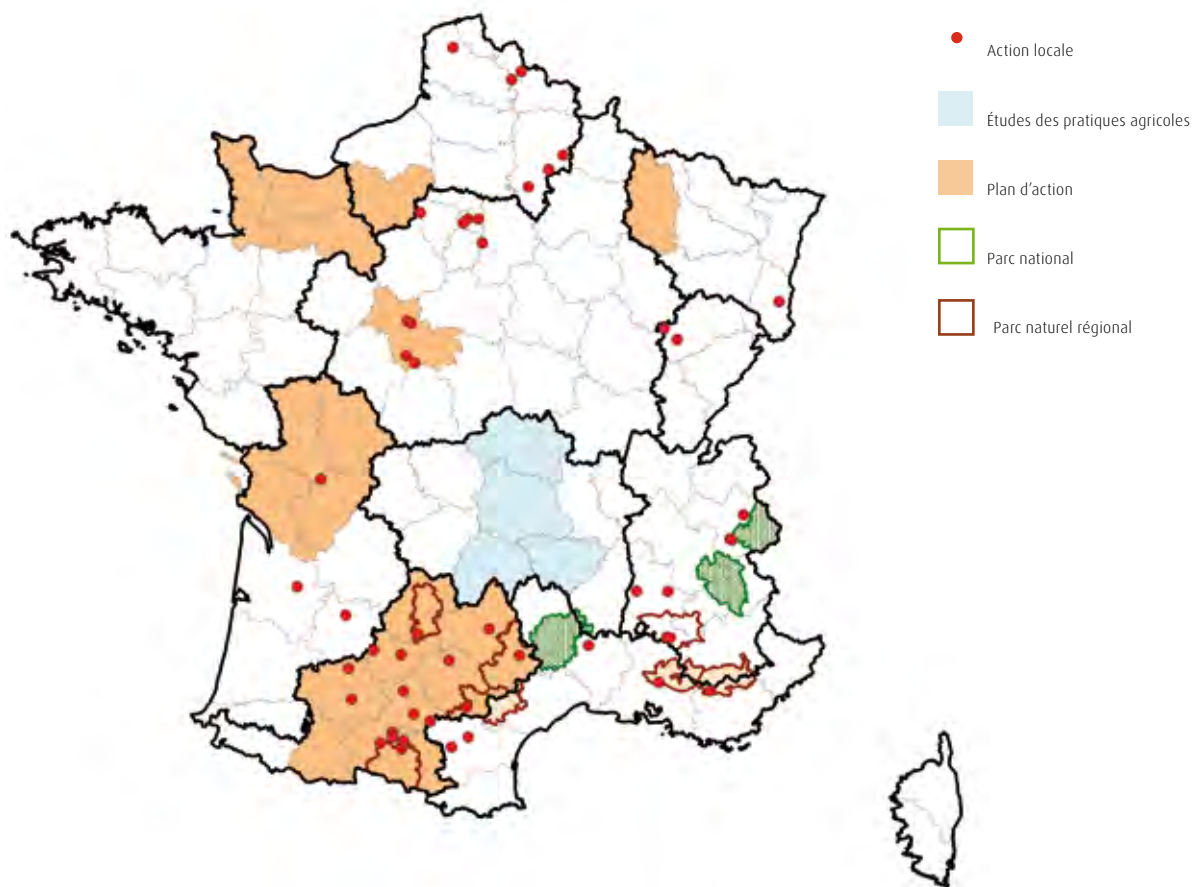 Action locale
Études des pratiques agricoles
Plan d'action
Parc national
Parc naturel régional